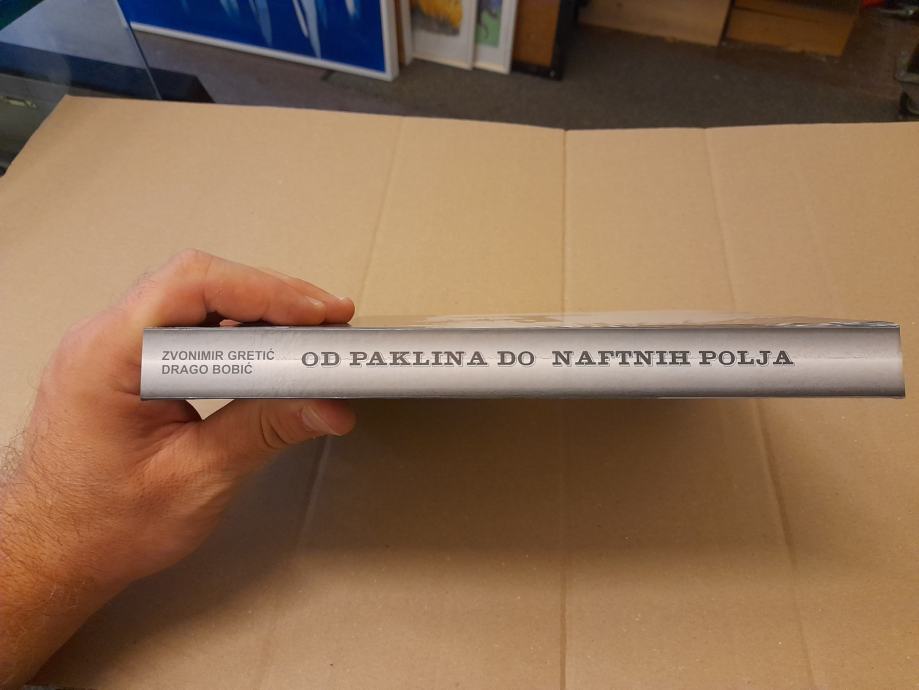 ZVONIMIR GRETIĆ
DRAGO BOBIĆ
OD PAKLINA DO NAFTNIH POLJA